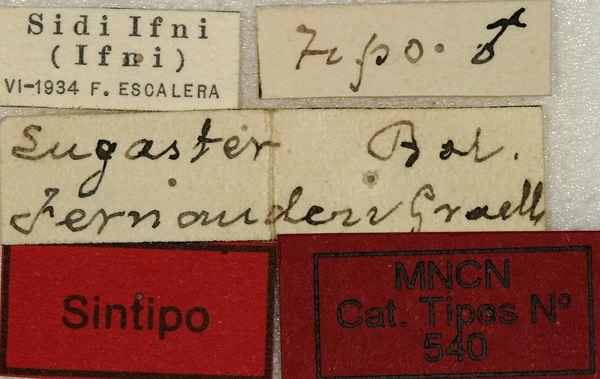 Sidi Ifni
(Ifni)
VI-1934 F. ESCALERA
Tipo. ♂
Eugaster Bol.
Fernandezi Graells
Sintipo
MNCN
Cat. Tipos Nº
540